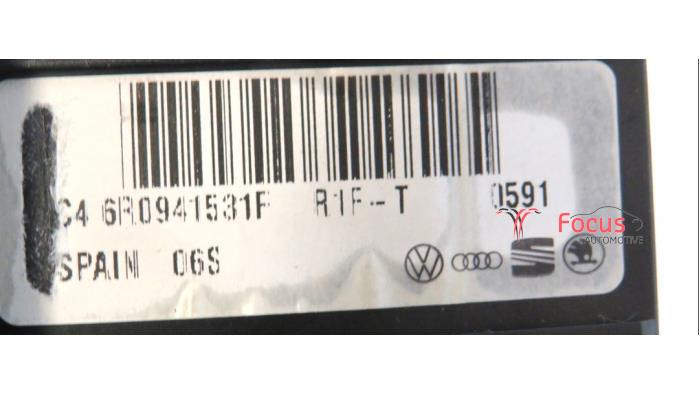 C4 6R0941531F R1F-T 0591
SPAIN 06S
Focus
AUTOMOTIVE